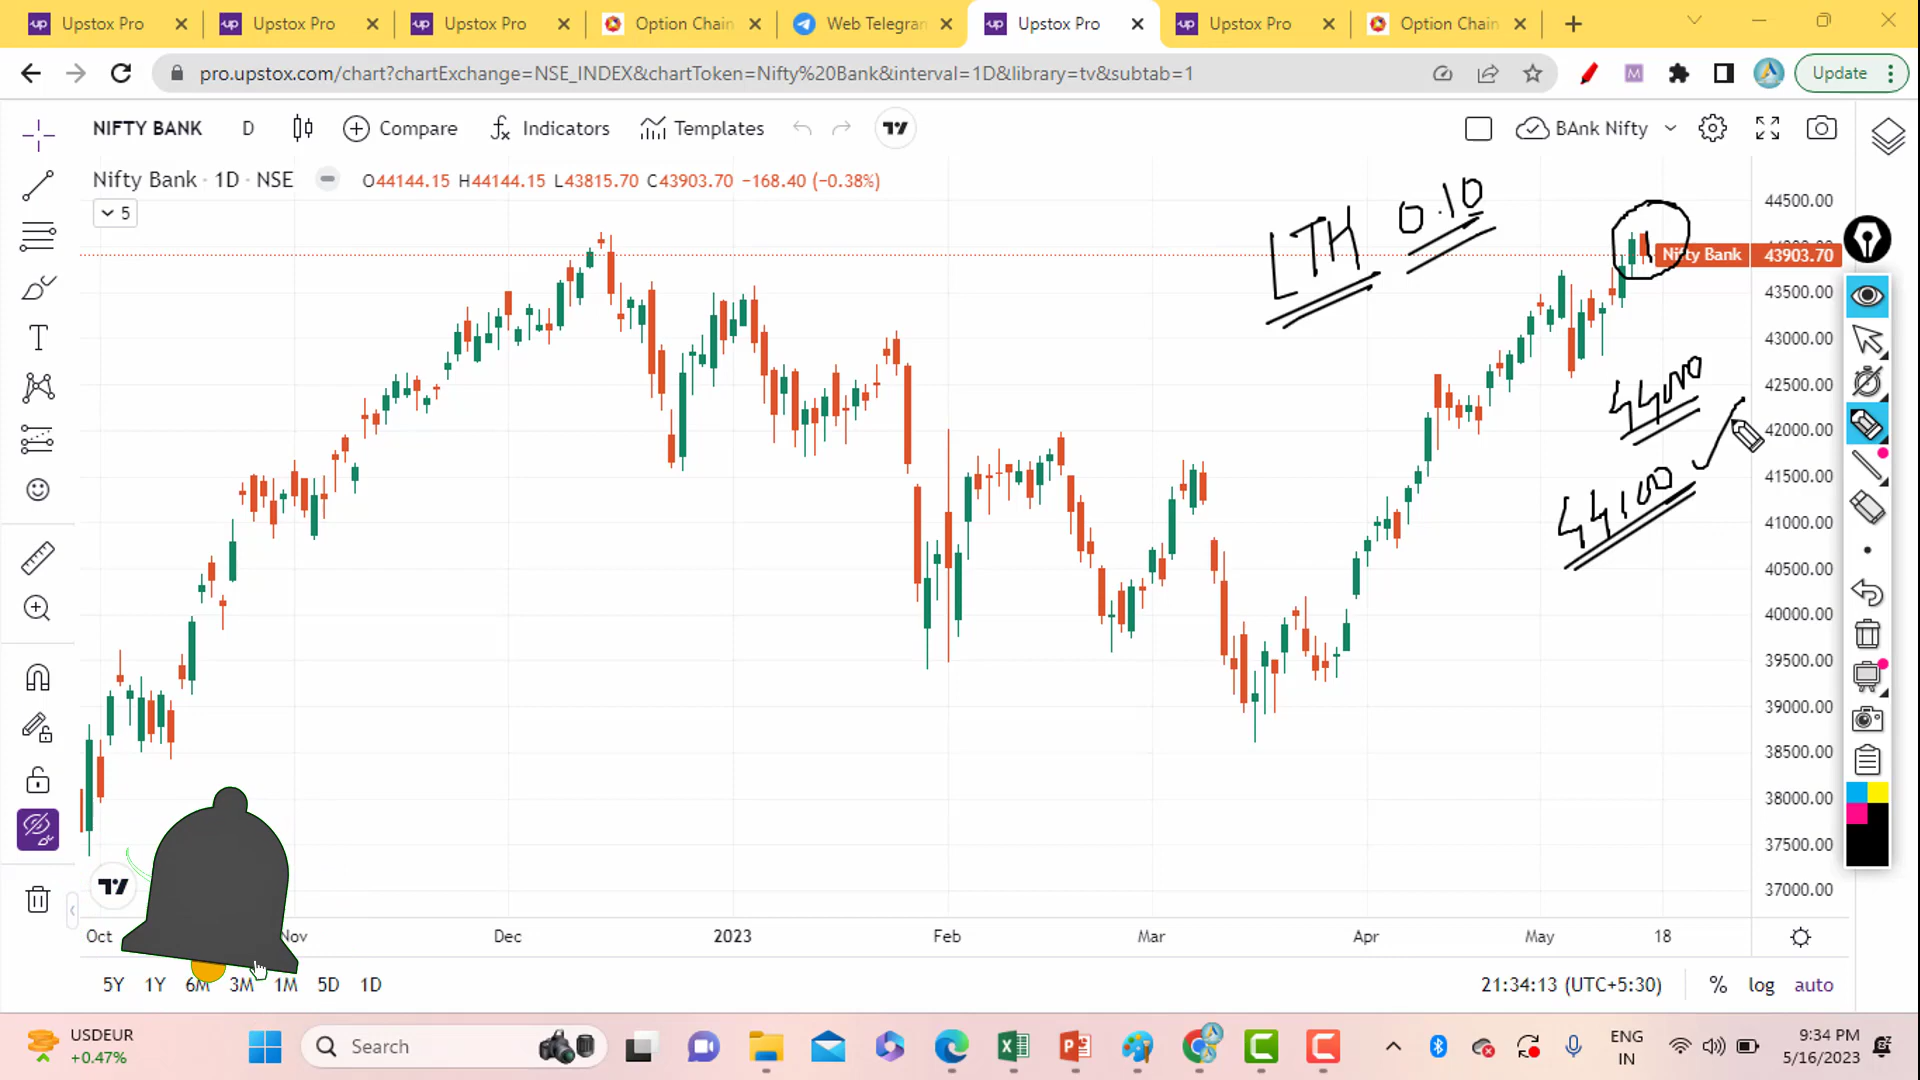 Upstox Pro
Upstox Pro
Upstox Pro
Option Chain
Web Telegram
Upstox Pro
Upstox Pro
Option Chain
pro.upstox.com/chart?chartExchange=NSE_INDEX&chartToken=Nifty%20Bank&interval=1D&library=tv&subtab=1
M
Update
NIFTY BANK
D
Compare
Indicators
Templates
BAnk Nifty
Nifty Bank · 1D · NSE
O44144.15 H44144.15 L43815.70 C43903.70 −168.40 (−0.38%)
5
LTH 0.10
44000
44100
Nifty Bank 43903.70
44500.00
43500.00
43000.00
42500.00
42000.00
41500.00
41000.00
40500.00
40000.00
39500.00
39000.00
38500.00
38000.00
37500.00
37000.00
Oct
Nov
Dec
2023
Feb
Mar
Apr
May
18
5Y 1Y 6M 3M 1M 5D 1D
21:34:13 (UTC+5:30)
% log auto
USDEUR
+0.47%
Search
ENG
IN
9:34 PM
5/16/2023